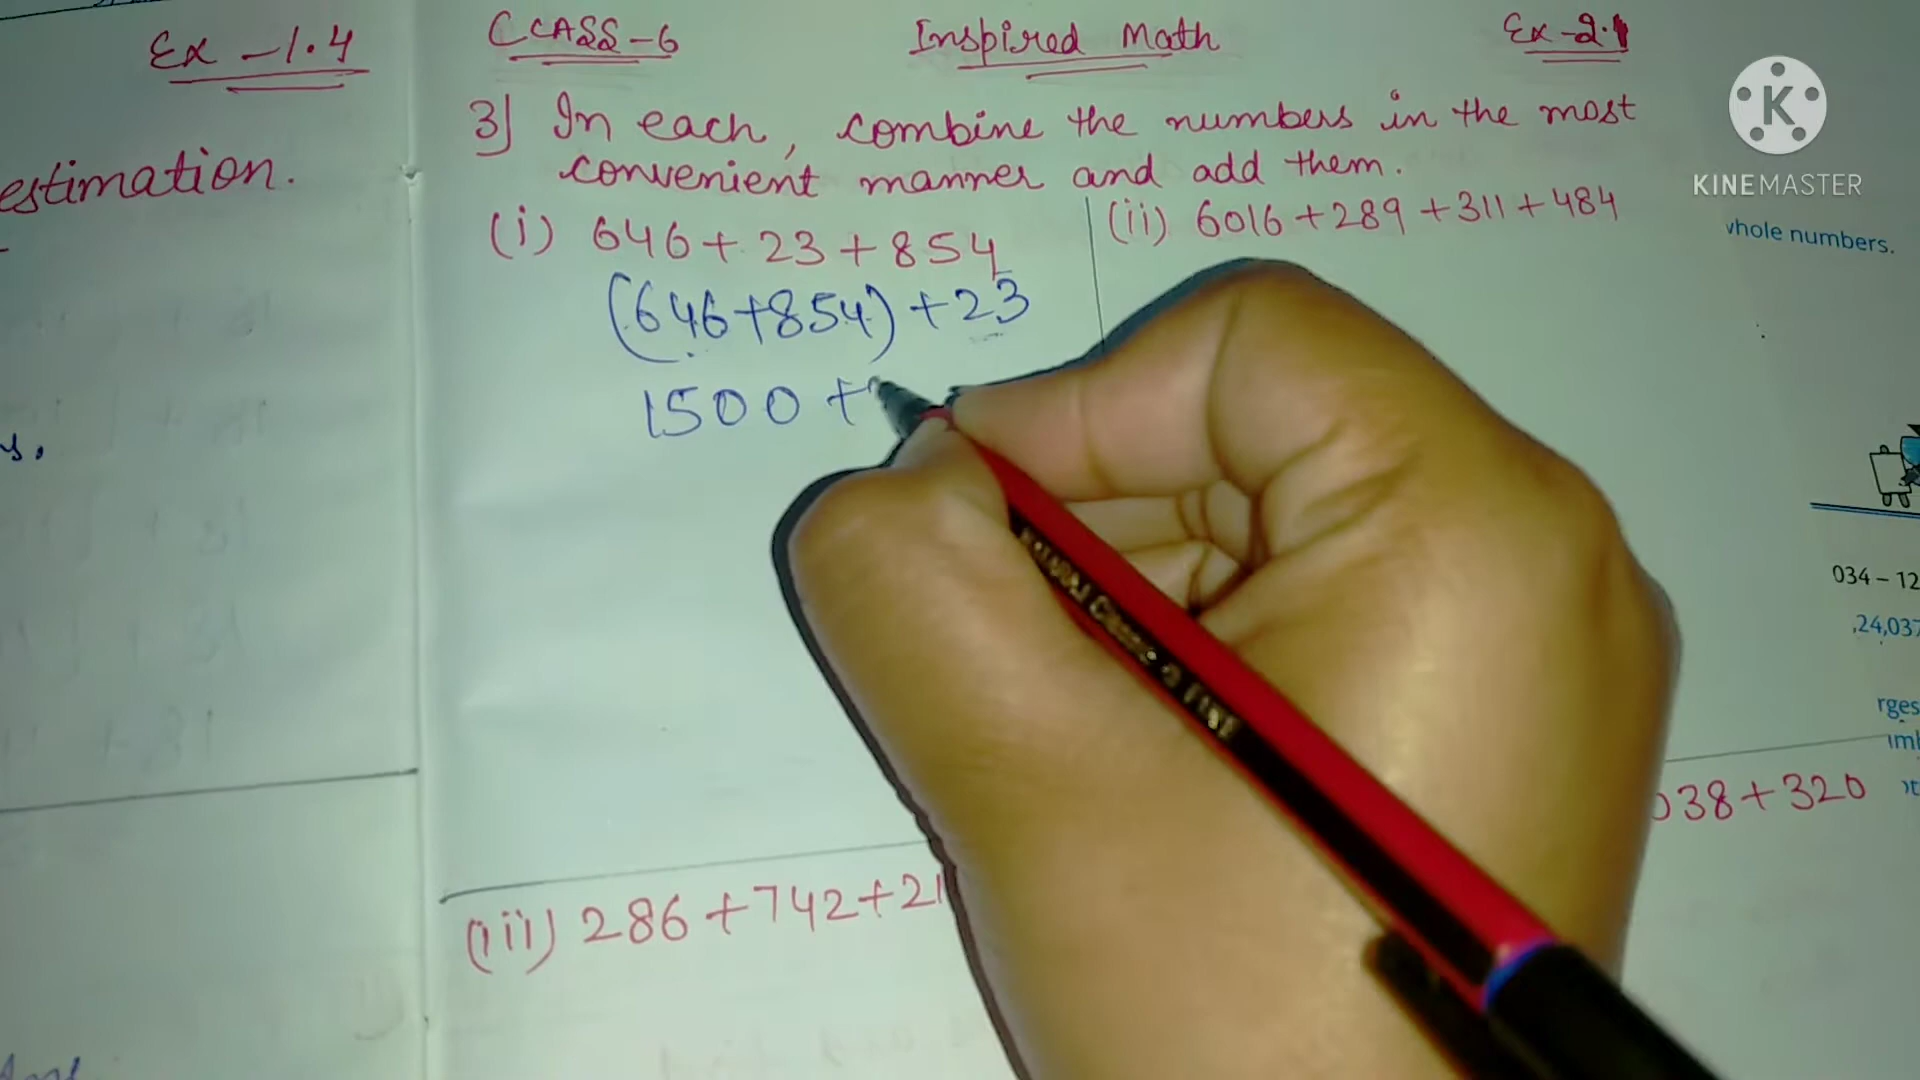 Ex - 1.4
CLASS-6
Inspired Math
Ex-2.1
estimation.
3] In each, combine the numbers in the most
convenient manner and add them.
(i) 646 + 23 + 854
(646+854) + 23
1500 +
(ii) 6016 + 289 + 311 + 484
(iii) 286 + 742 + 21
038 + 320
KINEMASTER
whole numbers.
034 – 12
,24,037
rges